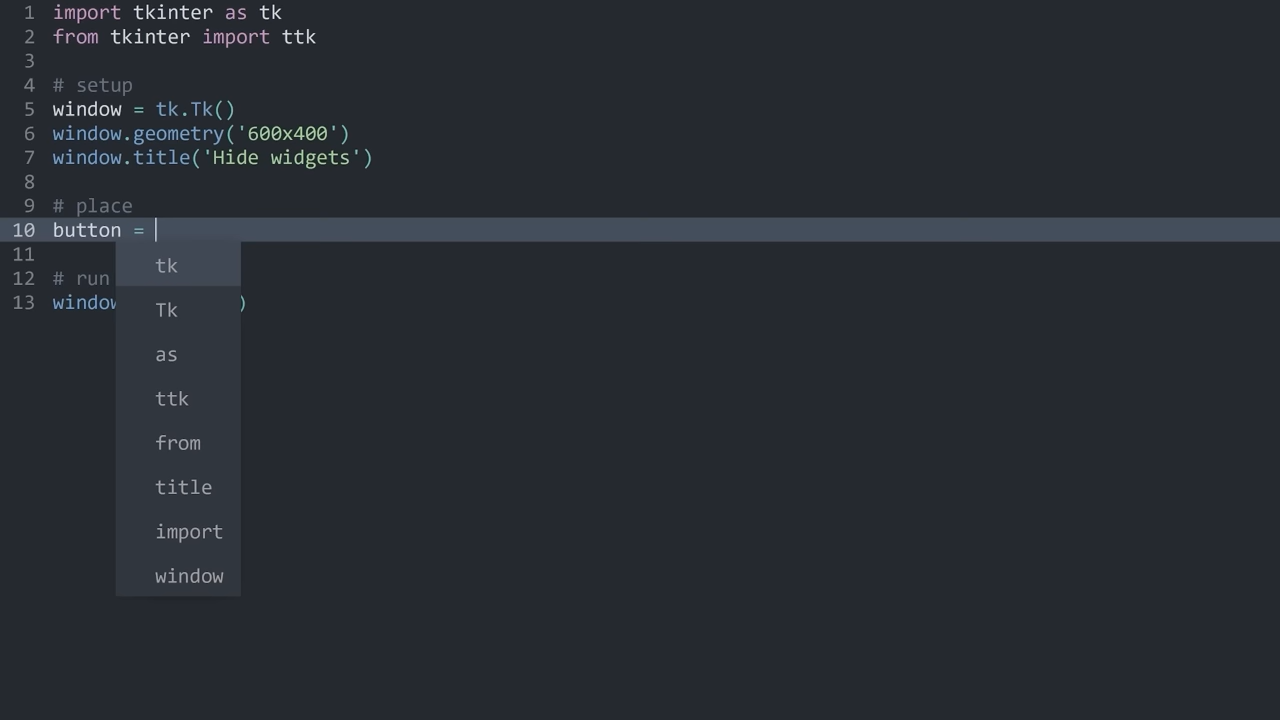 1 import tkinter as tk
2 from tkinter import ttk
3
4 # setup
5 window = tk.Tk()
6 window.geometry('600x400')
7 window.title('Hide widgets')
8
9 # place
10 button =
11
12 # run
13 window )
tk
Tk
as
ttk
from
title
import
window